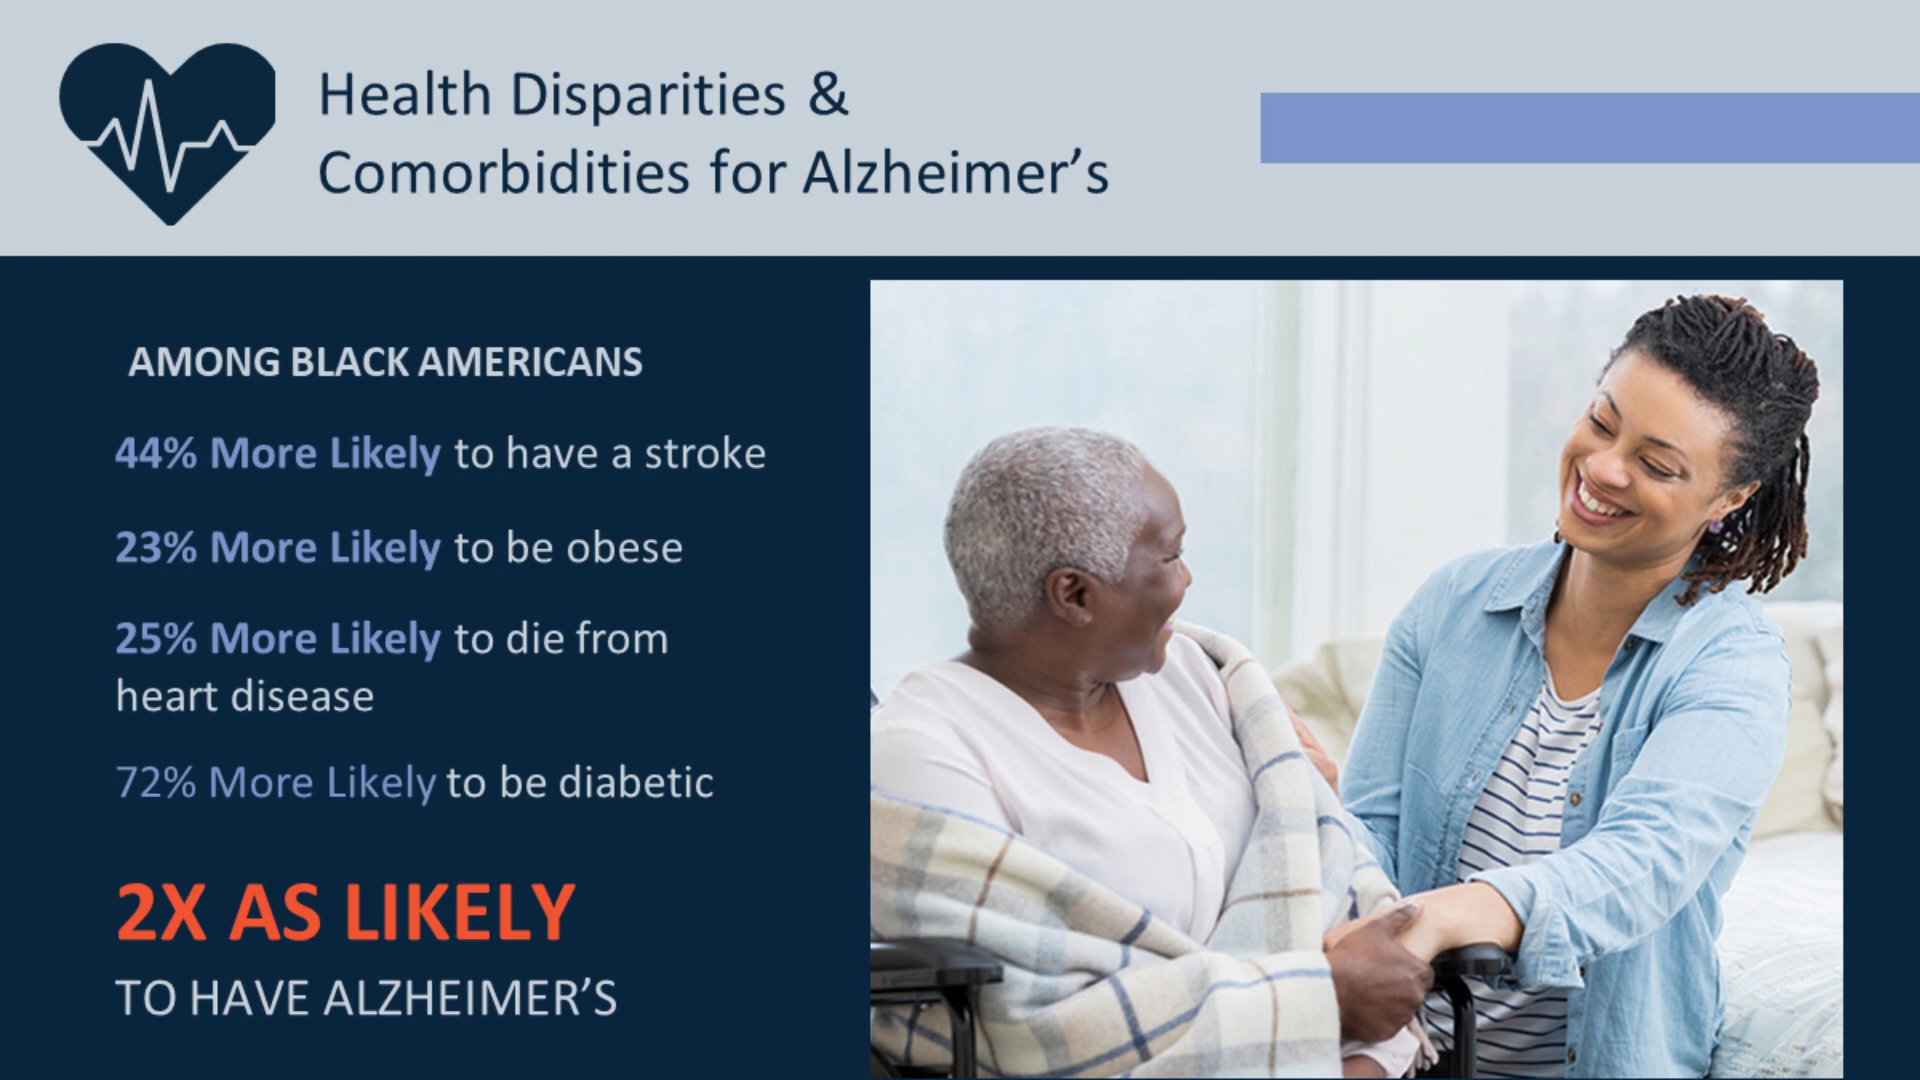 Health Disparities &
Comorbidities for Alzheimer’s
AMONG BLACK AMERICANS
44% More Likely to have a stroke
23% More Likely to be obese
25% More Likely to die from
heart disease
72% More Likely to be diabetic
2X AS LIKELY
TO HAVE ALZHEIMER’S